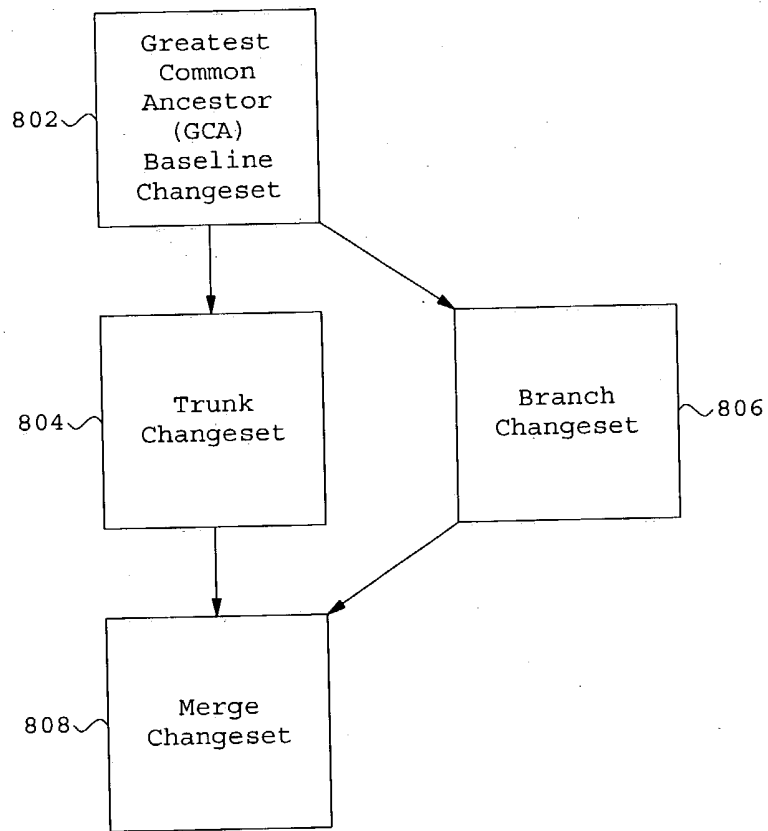 Greatest
Common
Ancestor
(GCA)
Baseline
Changeset
802
Trunk
Changeset
804
Branch
Changeset
806
Merge
Changeset
808